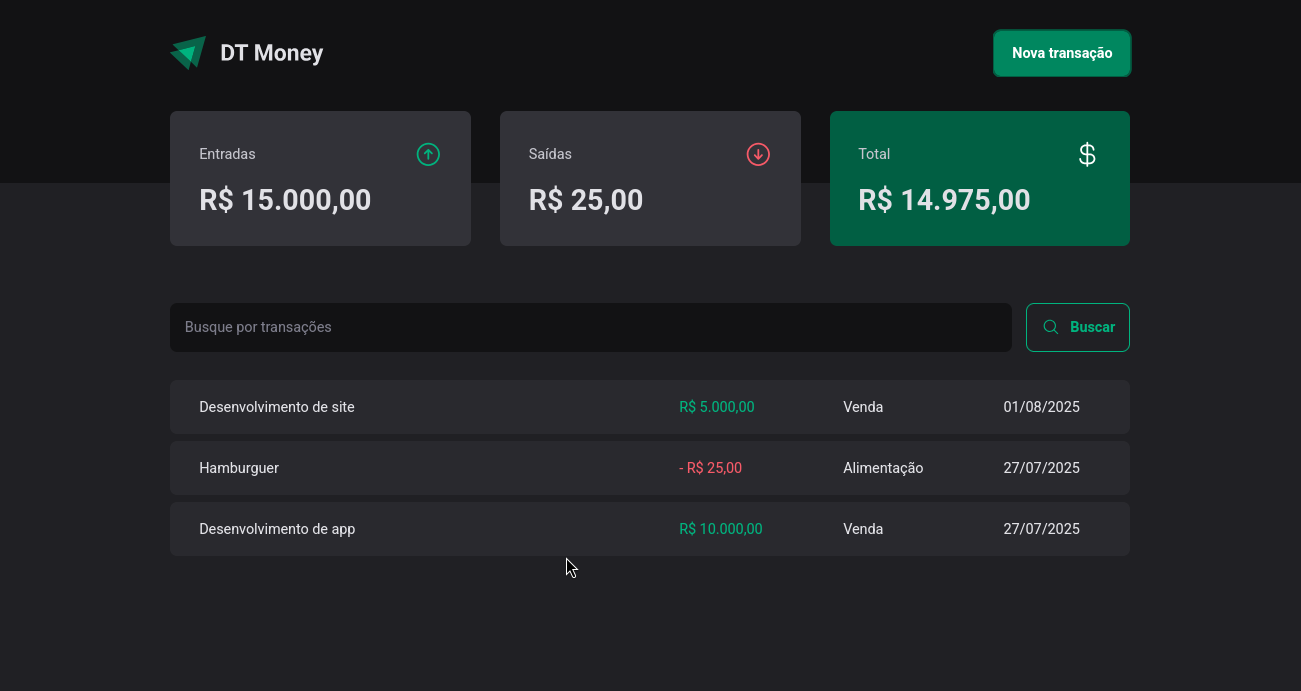 DT Money
Nova transação
Entradas
R$ 15.000,00
Saídas
R$ 25,00
Total
$
R$ 14.975,00
Busque por transações
Buscar
Desenvolvimento de site R$ 5.000,00 Venda 01/08/2025
Hamburguer - R$ 25,00 Alimentação 27/07/2025
Desenvolvimento de app R$ 10.000,00 Venda 27/07/2025